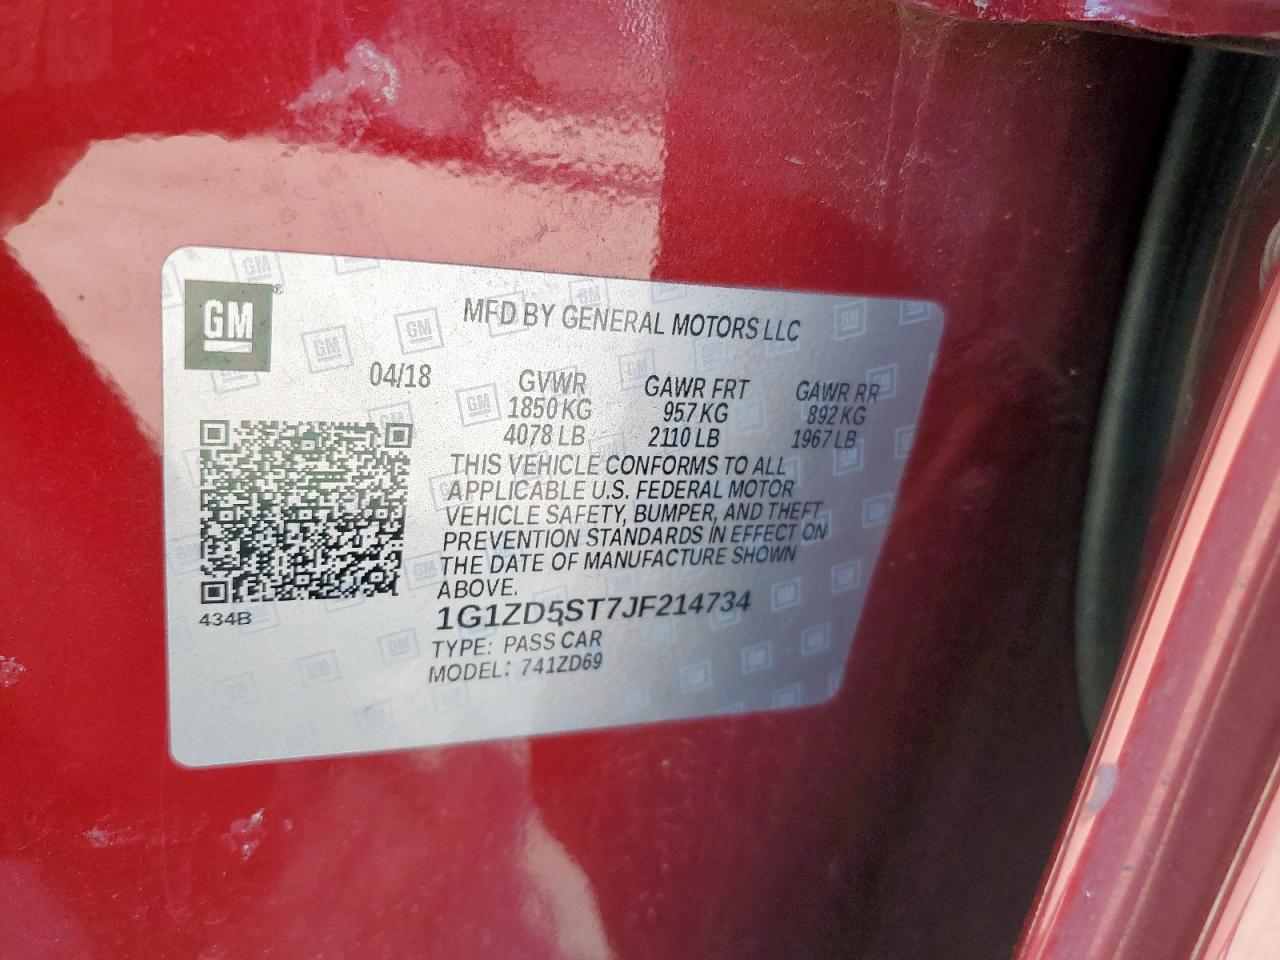 GM
MFD BY GENERAL MOTORS LLC
04/18 GVWR GAWR FRT GAWR RR
1850 KG 957 KG 892 KG
4078 LB 2110 LB 1967 LB
THIS VEHICLE CONFORMS TO ALL
APPLICABLE U.S. FEDERAL MOTOR
VEHICLE SAFETY, BUMPER, AND THEFT
PREVENTION STANDARDS IN EFFECT ON
THE DATE OF MANUFACTURE SHOWN
ABOVE.
434B
1G1ZD5ST7JF214734
TYPE: PASS CAR
MODEL: 741ZD69